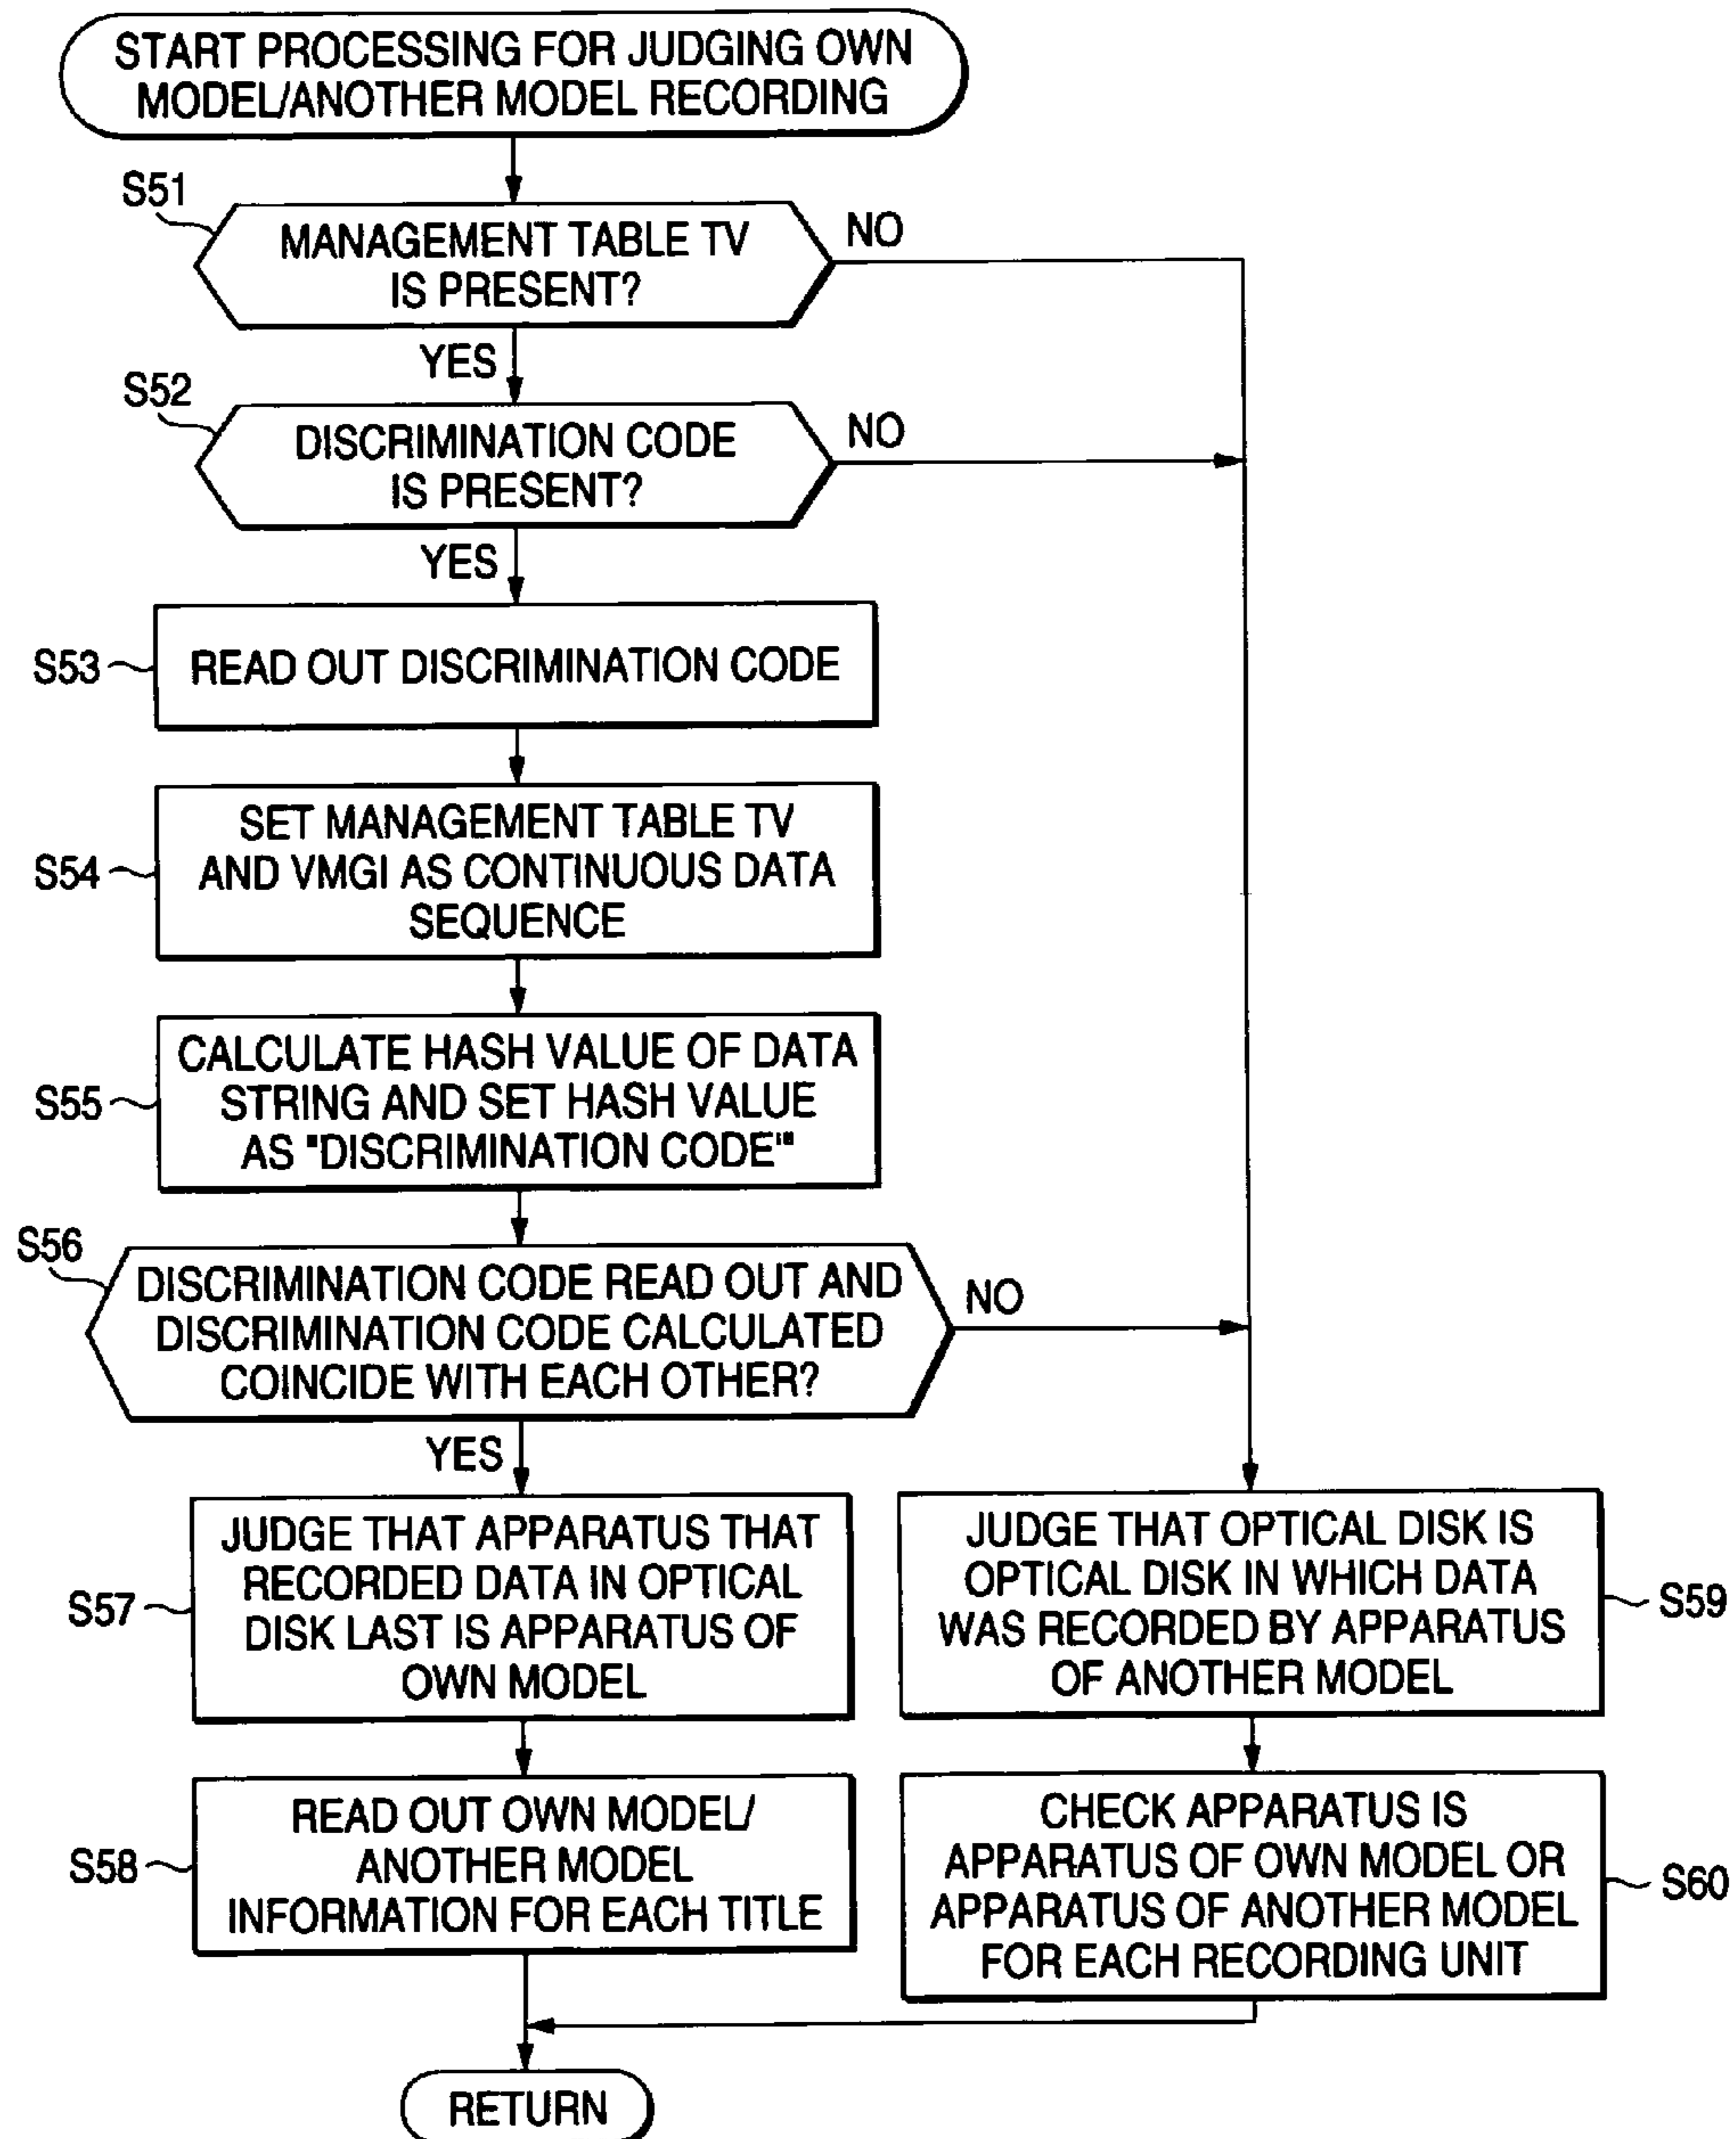 START PROCESSING FOR JUDGING OWN
MODEL/ANOTHER MODEL RECORDING
S51
MANAGEMENT TABLE TV
IS PRESENT?
NO
YES
S52
DISCRIMINATION CODE
IS PRESENT?
NO
YES
S53
READ OUT DISCRIMINATION CODE
S54
SET MANAGEMENT TABLE TV
AND VMGI AS CONTINUOUS DATA
SEQUENCE
S55
CALCULATE HASH VALUE OF DATA
STRING AND SET HASH VALUE
AS "DISCRIMINATION CODE'"
S56
DISCRIMINATION CODE READ OUT AND
DISCRIMINATION CODE CALCULATED
COINCIDE WITH EACH OTHER?
NO
YES
S57
JUDGE THAT APPARATUS THAT
RECORDED DATA IN OPTICAL
DISK LAST IS APPARATUS OF
OWN MODEL
JUDGE THAT OPTICAL DISK IS
OPTICAL DISK IN WHICH DATA
WAS RECORDED BY APPARATUS
OF ANOTHER MODEL
S59
S58
READ OUT OWN MODEL/
ANOTHER MODEL
INFORMATION FOR EACH TITLE
CHECK APPARATUS IS
APPARATUS OF OWN MODEL OR
APPARATUS OF ANOTHER MODEL
FOR EACH RECORDING UNIT
S60
RETURN